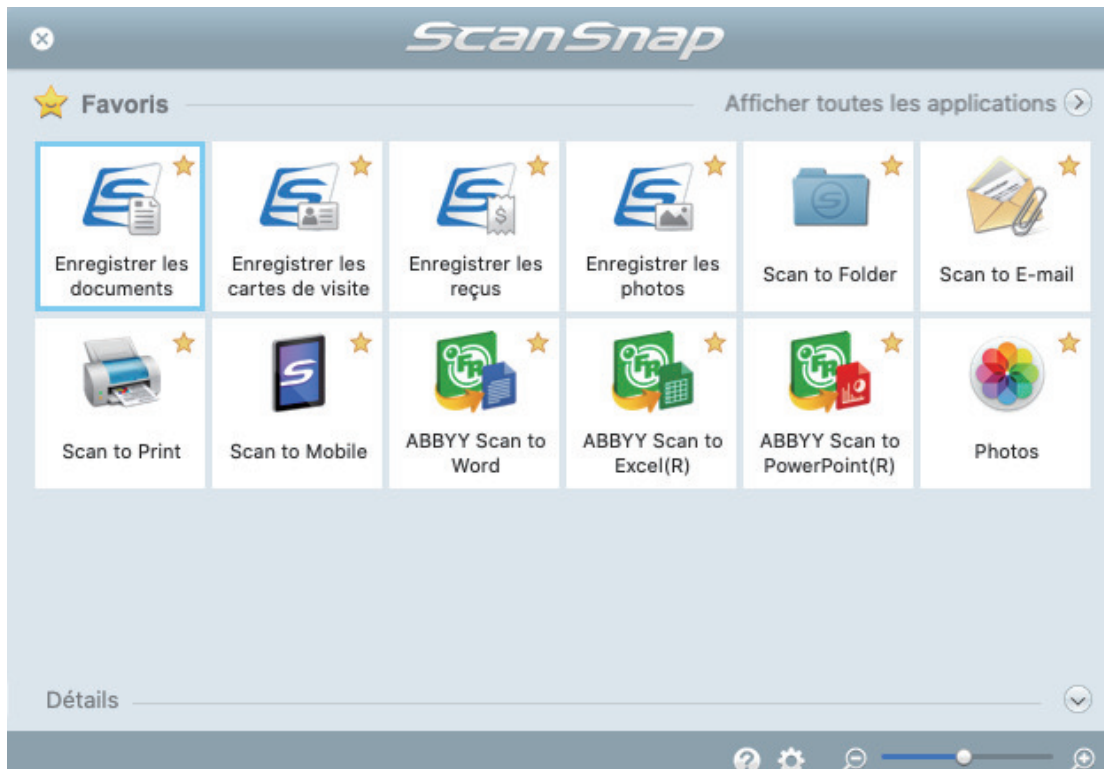 ScanSnap
Favoris
Afficher toutes les applications
Enregistrer les
documents
Enregistrer les
cartes de visite
Enregistrer les
reçus
Enregistrer les
photos
Scan to Folder
Scan to E-mail
Scan to Print
Scan to Mobile
ABBYY Scan to
Word
ABBYY Scan to
Excel(R)
ABBYY Scan to
PowerPoint(R)
Photos
Détails